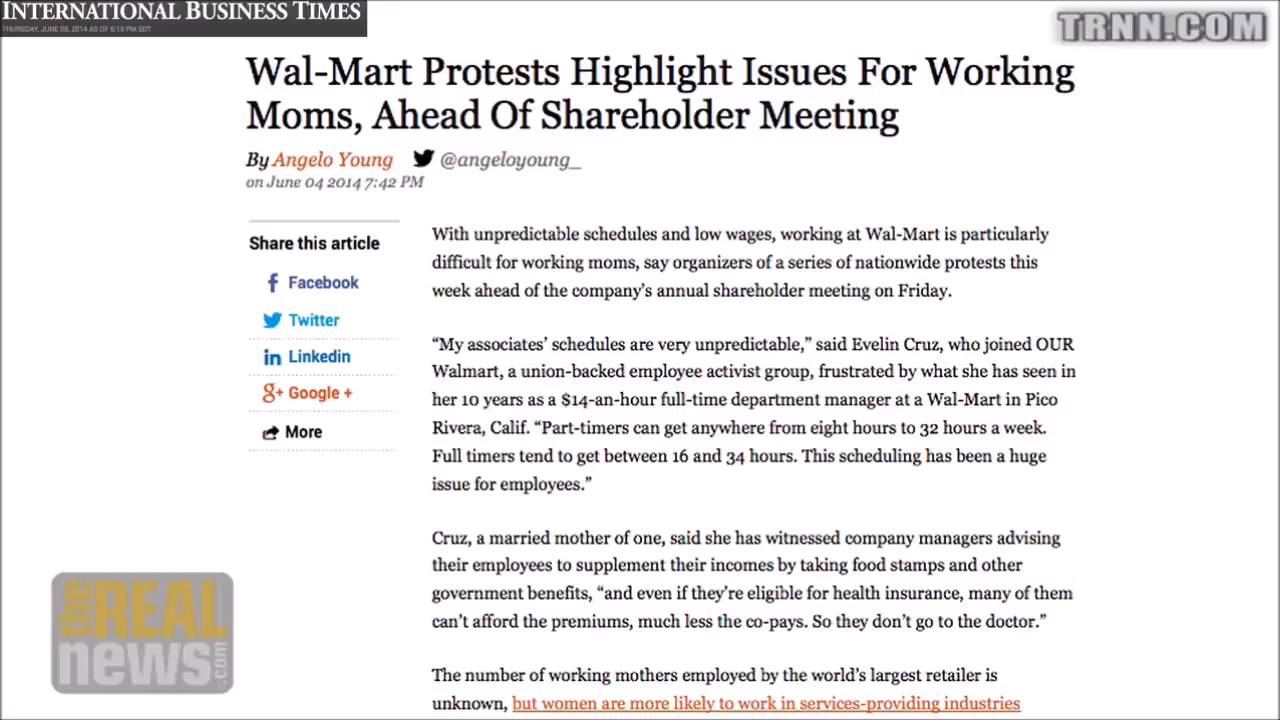 INTERNATIONAL BUSINESS TIMES
THURSDAY, JUNE 05, 2014 AS OF 6:19 PM EDT
TRNN.COM
Wal-Mart Protests Highlight Issues For Working
Moms, Ahead Of Shareholder Meeting
By Angelo Young @angeloyoung_
on June 04 2014 7:42 PM
Share this article
Facebook
Twitter
Linkedin
Google +
More
With unpredictable schedules and low wages, working at Wal-Mart is particularly
difficult for working moms, say organizers of a series of nationwide protests this
week ahead of the company's annual shareholder meeting on Friday.
“My associates’ schedules are very unpredictable,” said Evelin Cruz, who joined OUR
Walmart, a union-backed employee activist group, frustrated by what she has seen in
her 10 years as a $14-an-hour full-time department manager at a Wal-Mart in Pico
Rivera, Calif. “Part-timers can get anywhere from eight hours to 32 hours a week.
Full timers tend to get between 16 and 34 hours. This scheduling has been a huge
issue for employees.”
Cruz, a married mother of one, said she has witnessed company managers advising
their employees to supplement their incomes by taking food stamps and other
government benefits, “and even if they’re eligible for health insurance, many of them
can’t afford the premiums, much less the co-pays. So they don’t go to the doctor.”
The number of working mothers employed by the world’s largest retailer is
unknown, but women are more likely to work in services-providing industries
the REAL
news.com